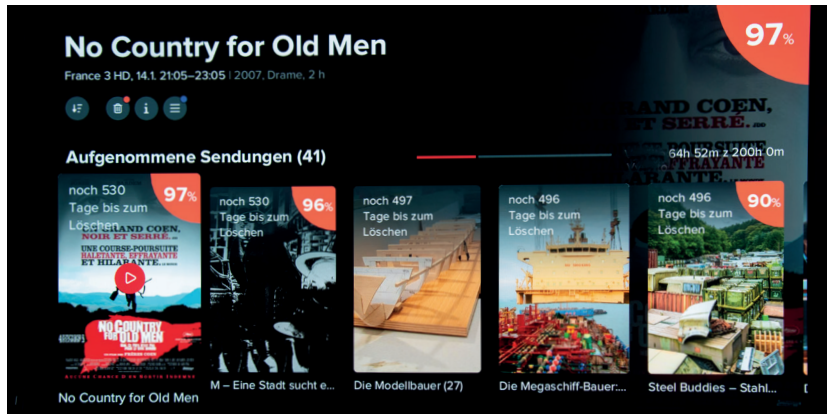 No Country for Old Men
97%
France 3 HD, 14.1. 21:05–23:05 | 2007, Drame, 2 h
Aufgenommene Sendungen (41)
64h 52m z 200h 0m
GRAND COEN,
ET SERRÉ.
POURSUITE
EFFRAYANTE
noch 530
Tage bis zum
Löschen
97%
GRAND COEN,
NOIR ET SERRÉ.
UNE COURSE-POURSUITE
HALETANTE, EFFRAYANTE
ET HILARANTE.
NO COUNTRY
FOR OLD MEN
No Country for Old Men
noch 530
Tage bis zum
Löschen
96%
M – Eine Stadt sucht e...
noch 497
Tage bis zum
Löschen
Die Modellbauer (27)
noch 496
Tage bis zum
Löschen
Die Megaschiff-Bauer:...
noch 496
Tage bis zum
Löschen
90%
Steel Buddies – Stahl...